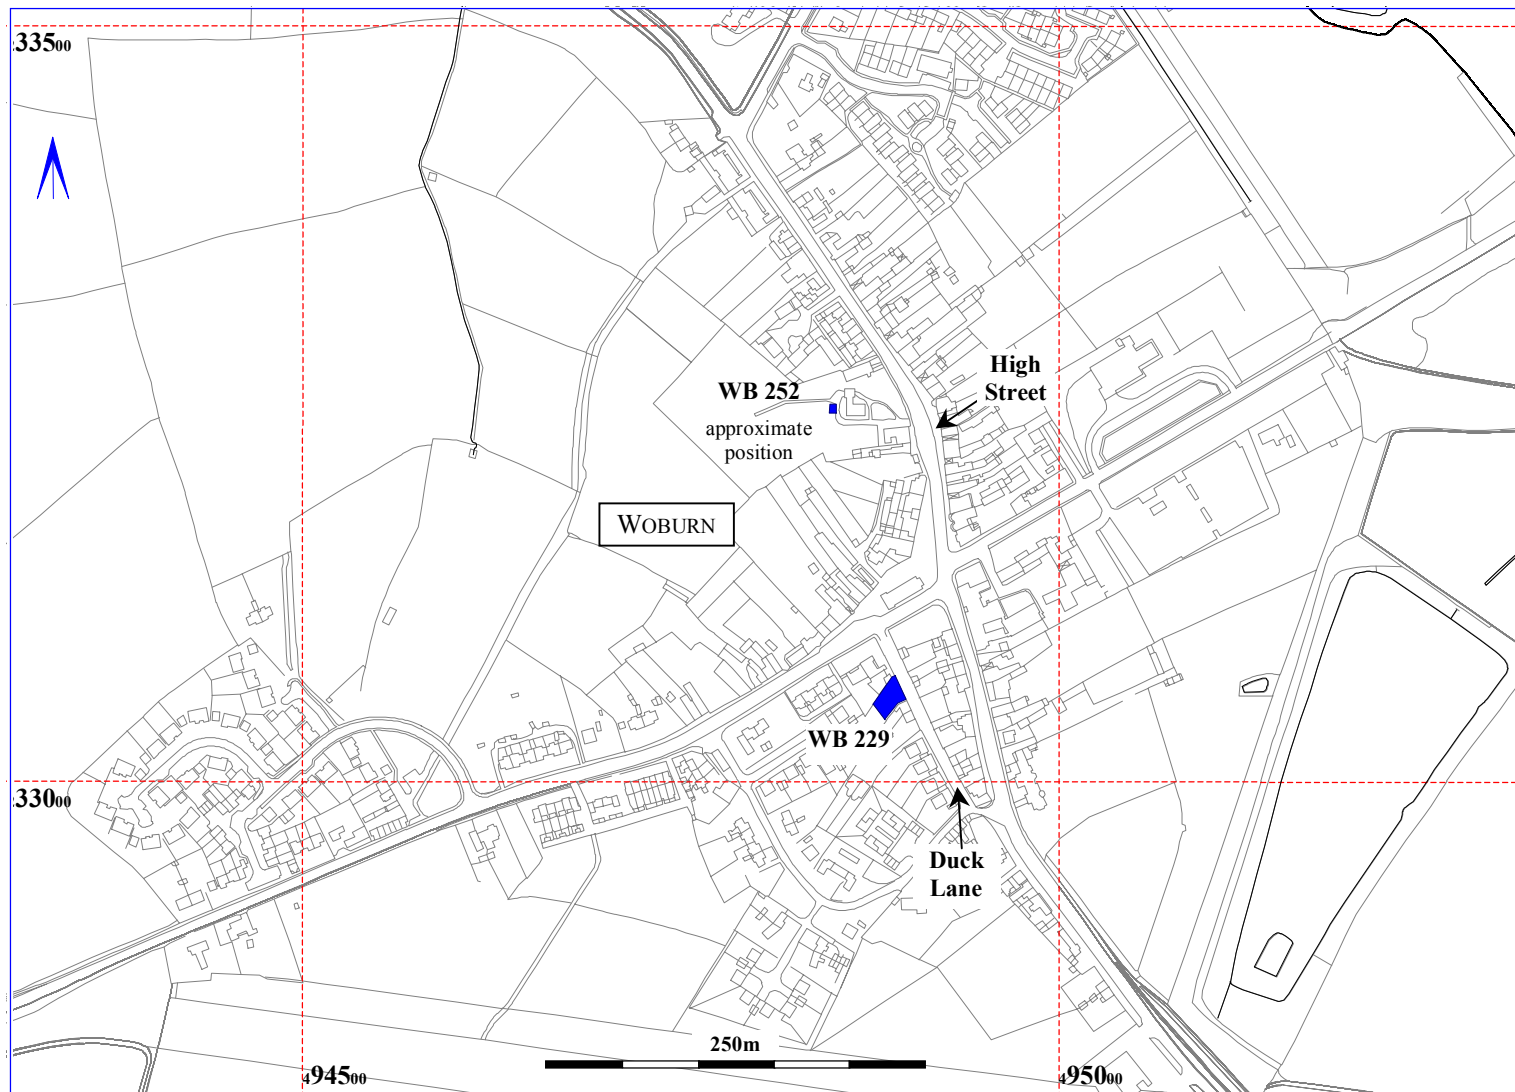 33500
High
Street
WB 252
approximate
position
WOBURN
WB 229
33000
Duck
Lane
250m
494500
495000